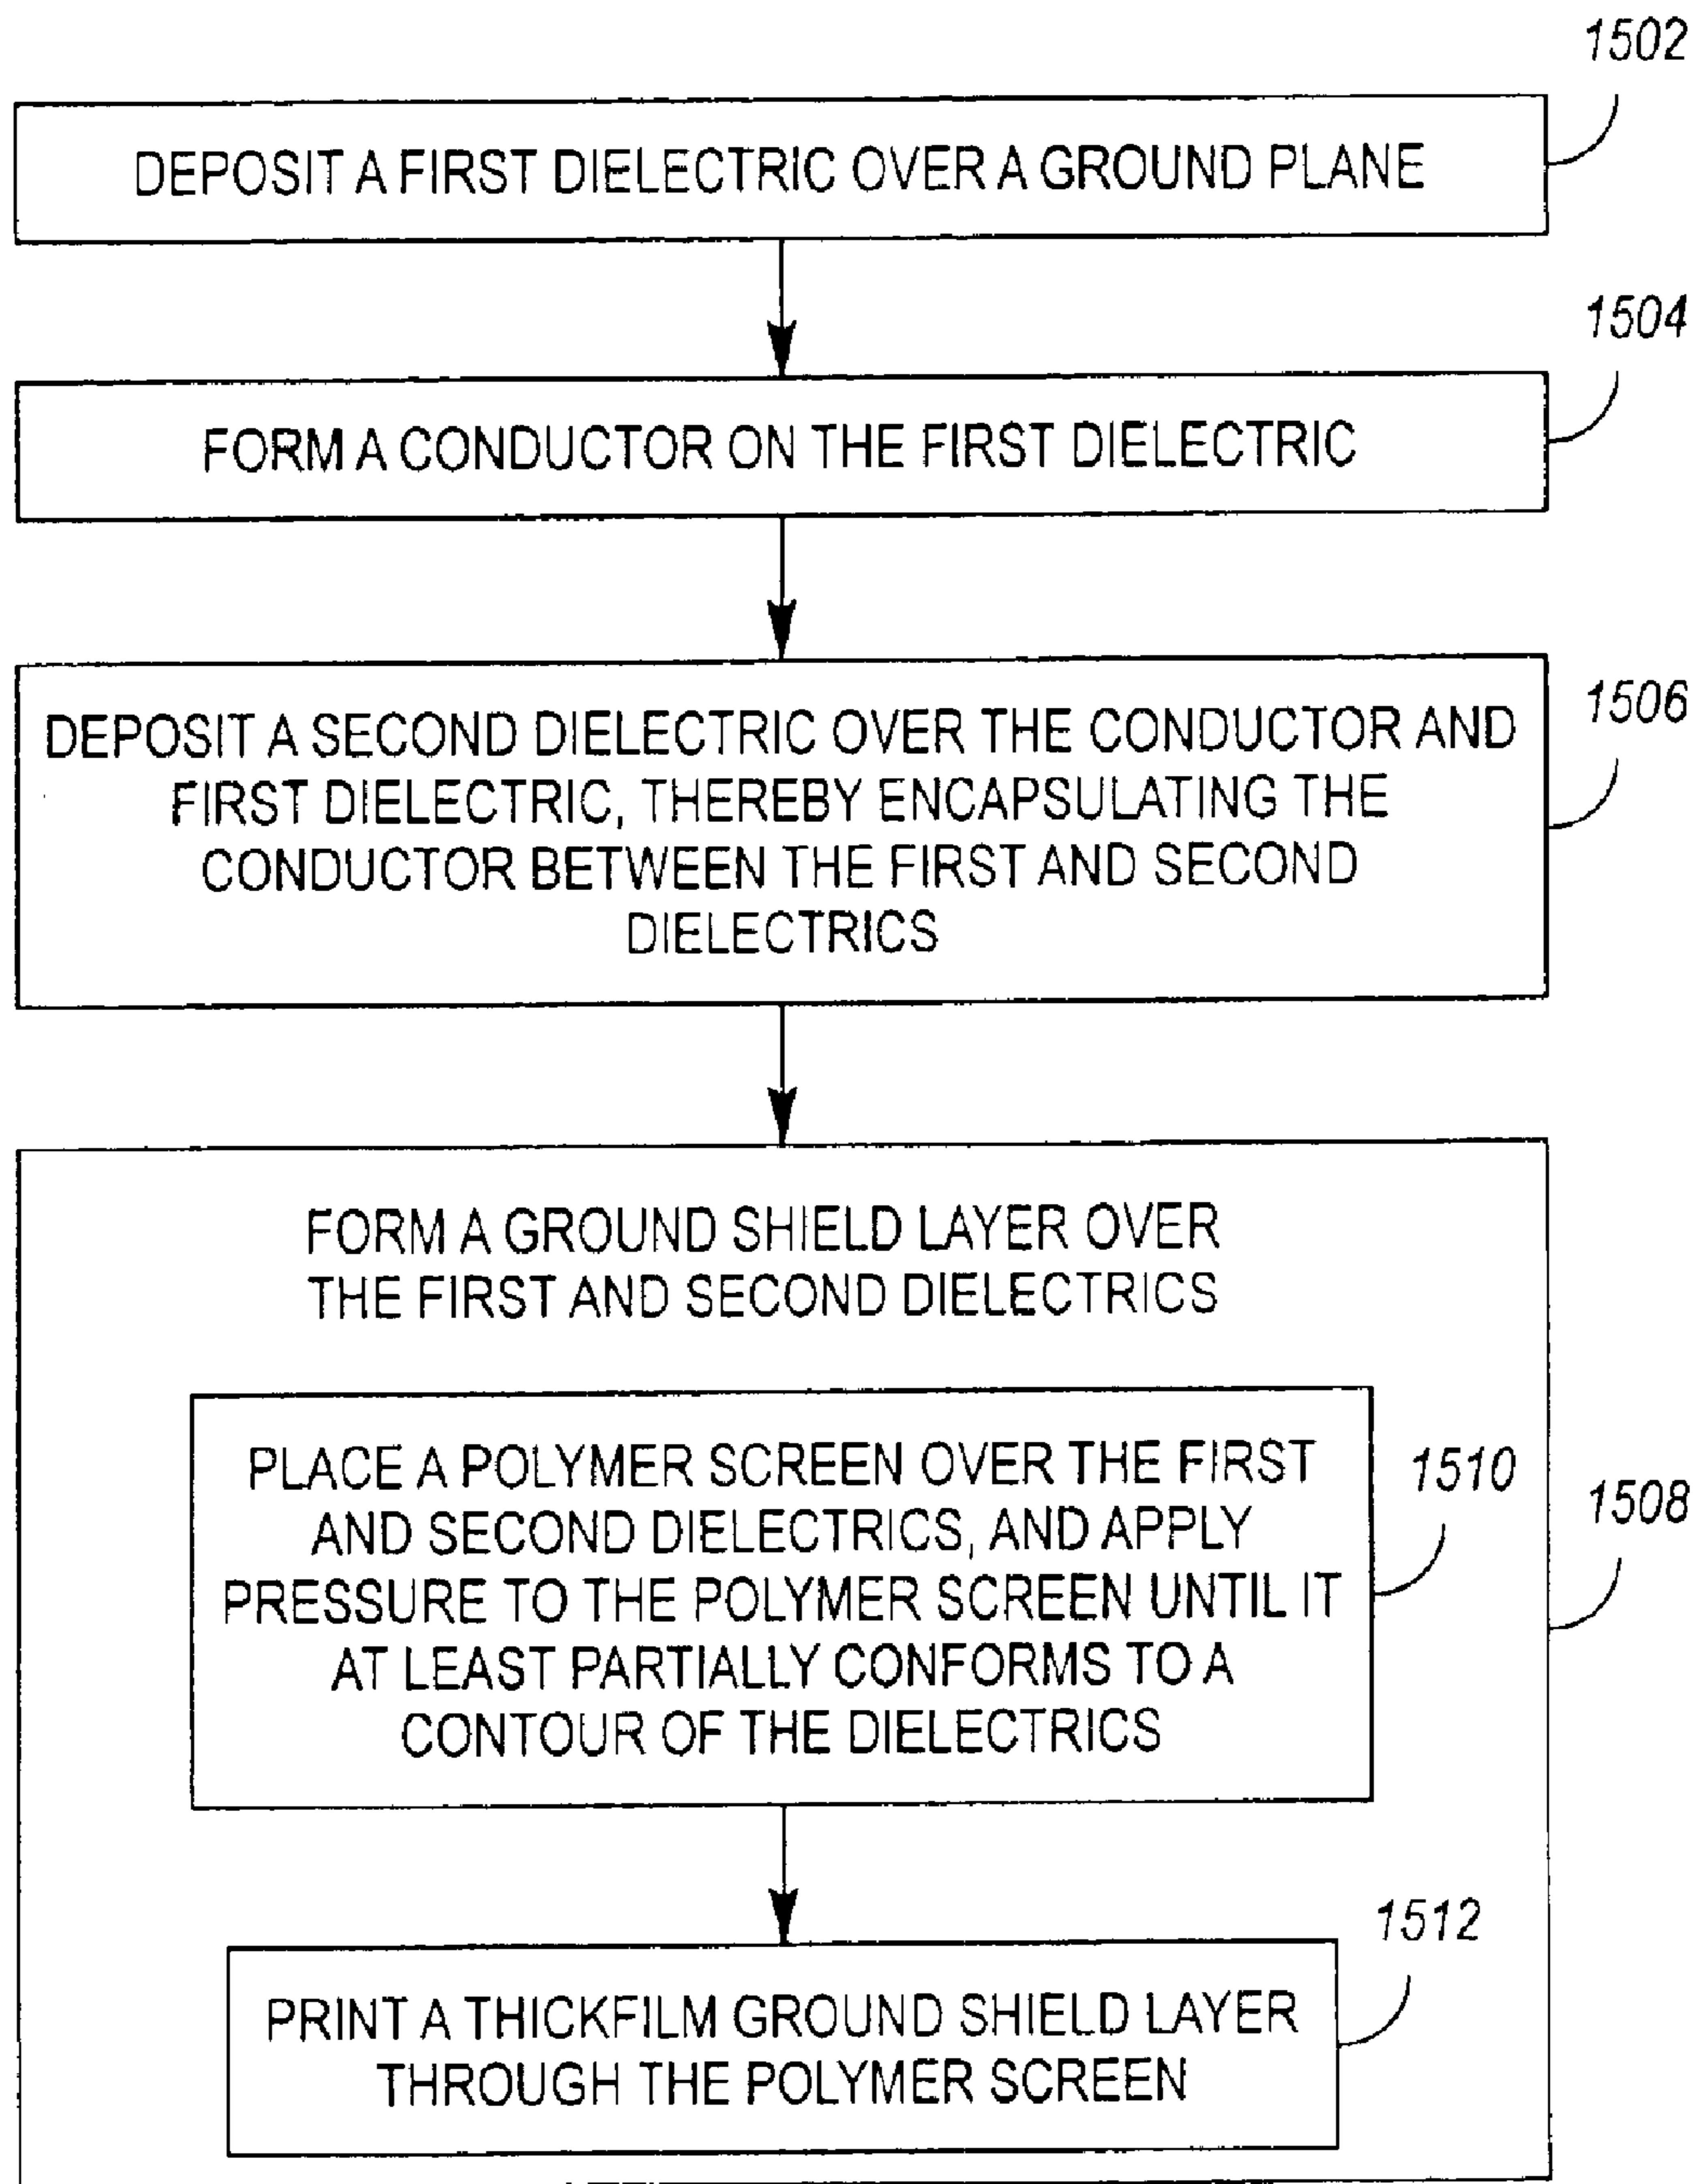 1502
DEPOSIT A FIRST DIELECTRIC OVER A GROUND PLANE
1504
FORM A CONDUCTOR ON THE FIRST DIELECTRIC
1506
DEPOSIT A SECOND DIELECTRIC OVER THE CONDUCTOR AND
FIRST DIELECTRIC, THEREBY ENCAPSULATING THE
CONDUCTOR BETWEEN THE FIRST AND SECOND
DIELECTRICS
FORM A GROUND SHIELD LAYER OVER
THE FIRST AND SECOND DIELECTRICS
1508
PLACE A POLYMER SCREEN OVER THE FIRST
AND SECOND DIELECTRICS, AND APPLY
PRESSURE TO THE POLYMER SCREEN UNTIL IT
AT LEAST PARTIALLY CONFORMS TO A
CONTOUR OF THE DIELECTRICS
1510
1512
PRINT A THICKFILM GROUND SHIELD LAYER
THROUGH THE POLYMER SCREEN